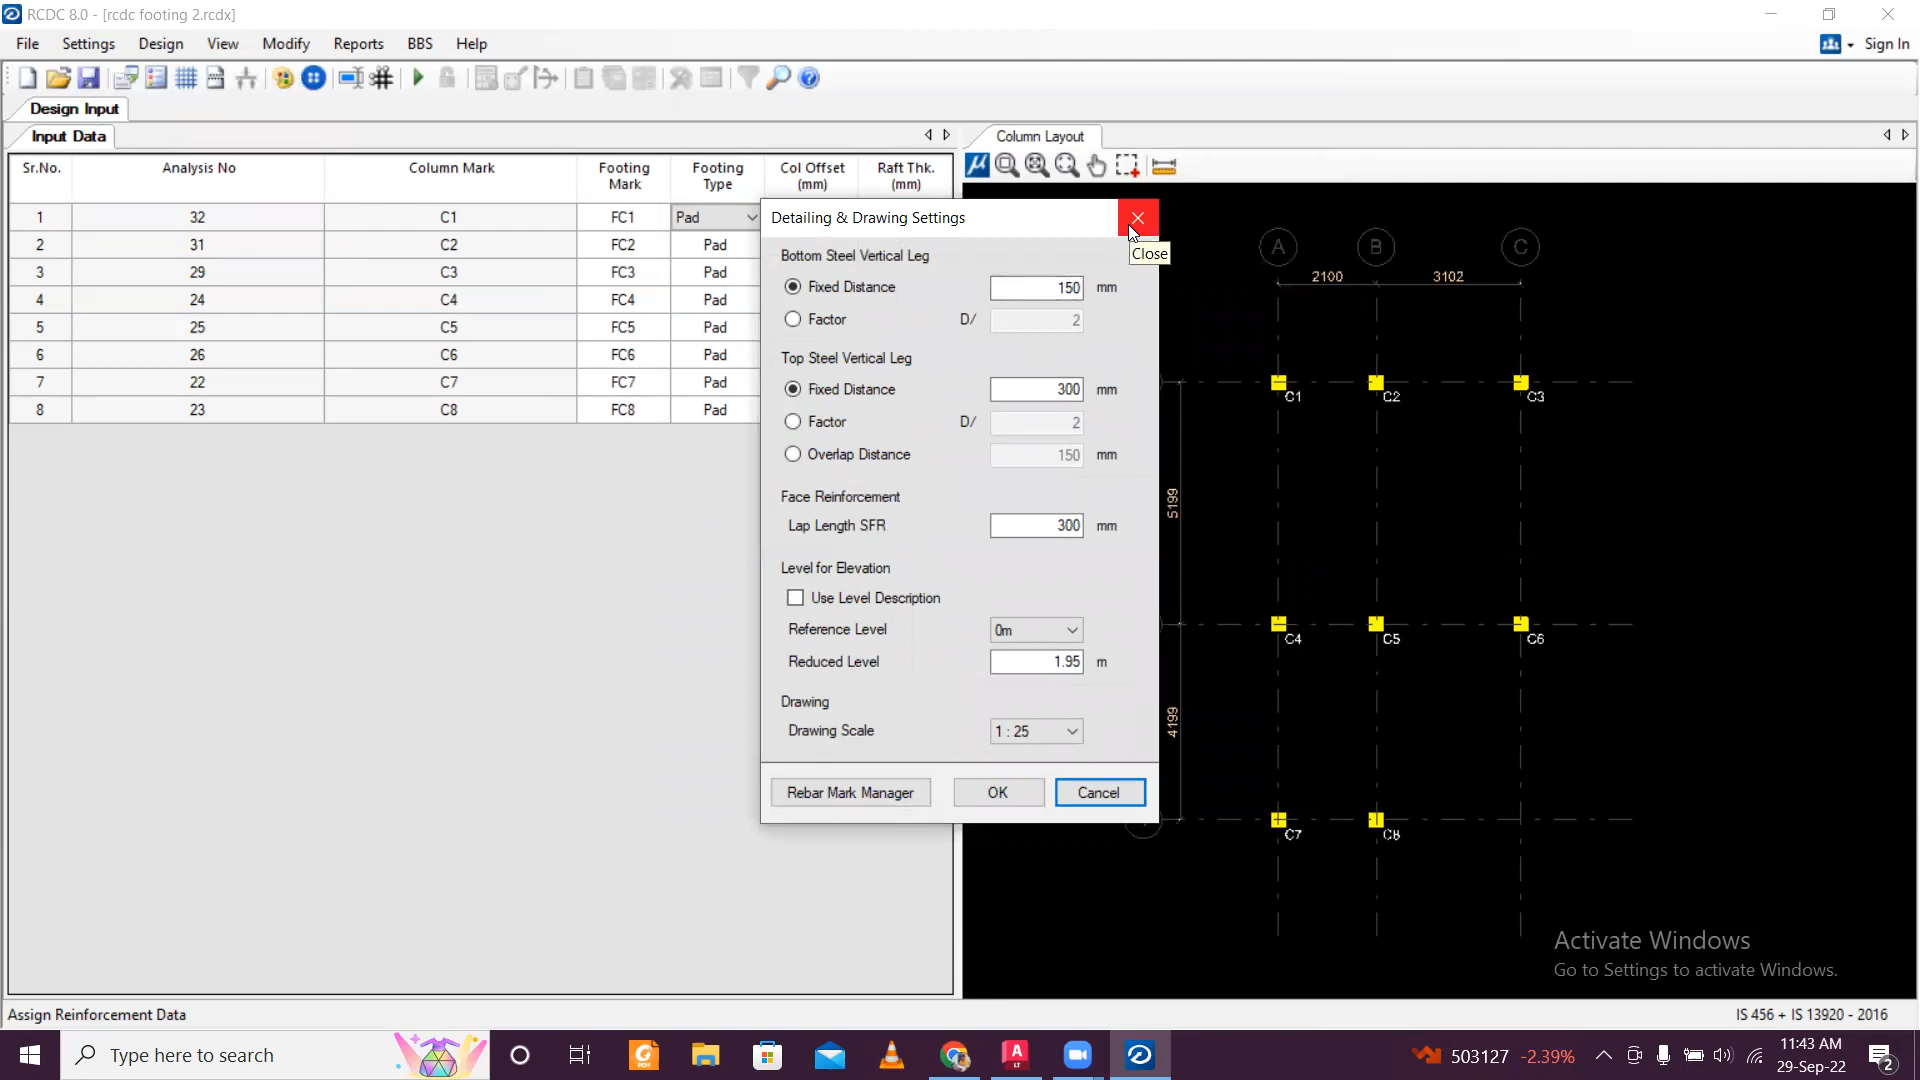 RCDC 8.0 - [rcdc footing 2.rcdx]
File Settings Design View Modify Reports BBS Help
Sign In
Design Input
Input Data
Column Layout
Sr.No. Analysis No Column Mark Footing Mark Footing Type Col Offset (mm) Raft Thk. (mm)
1 32 C1 FC1 Pad
2 31 C2 FC2 Pad
3 29 C3 FC3 Pad
4 24 C4 FC4 Pad
5 25 C5 FC5 Pad
6 26 C6 FC6 Pad
7 22 C7 FC7 Pad
8 23 C8 FC8 Pad
Detailing & Drawing Settings
Close
Bottom Steel Vertical Leg
Fixed Distance 150 mm
Factor D/ 2
Top Steel Vertical Leg
Fixed Distance 300 mm
Factor D/ 2
Overlap Distance 150 mm
Face Reinforcement
Lap Length SFR 300 mm
Level for Elevation
Use Level Description
Reference Level 0m
Reduced Level 1.95 m
Drawing
Drawing Scale 1 : 25
Rebar Mark Manager OK Cancel
A B C
2100 3102
C1 C2 C3
5199
C4 C5 C6
4199
C7 C8
Activate Windows
Go to Settings to activate Windows.
Assign Reinforcement Data
IS 456 + IS 13920 - 2016
Type here to search
503127 -2.39%
11:43 AM
29-Sep-22
2